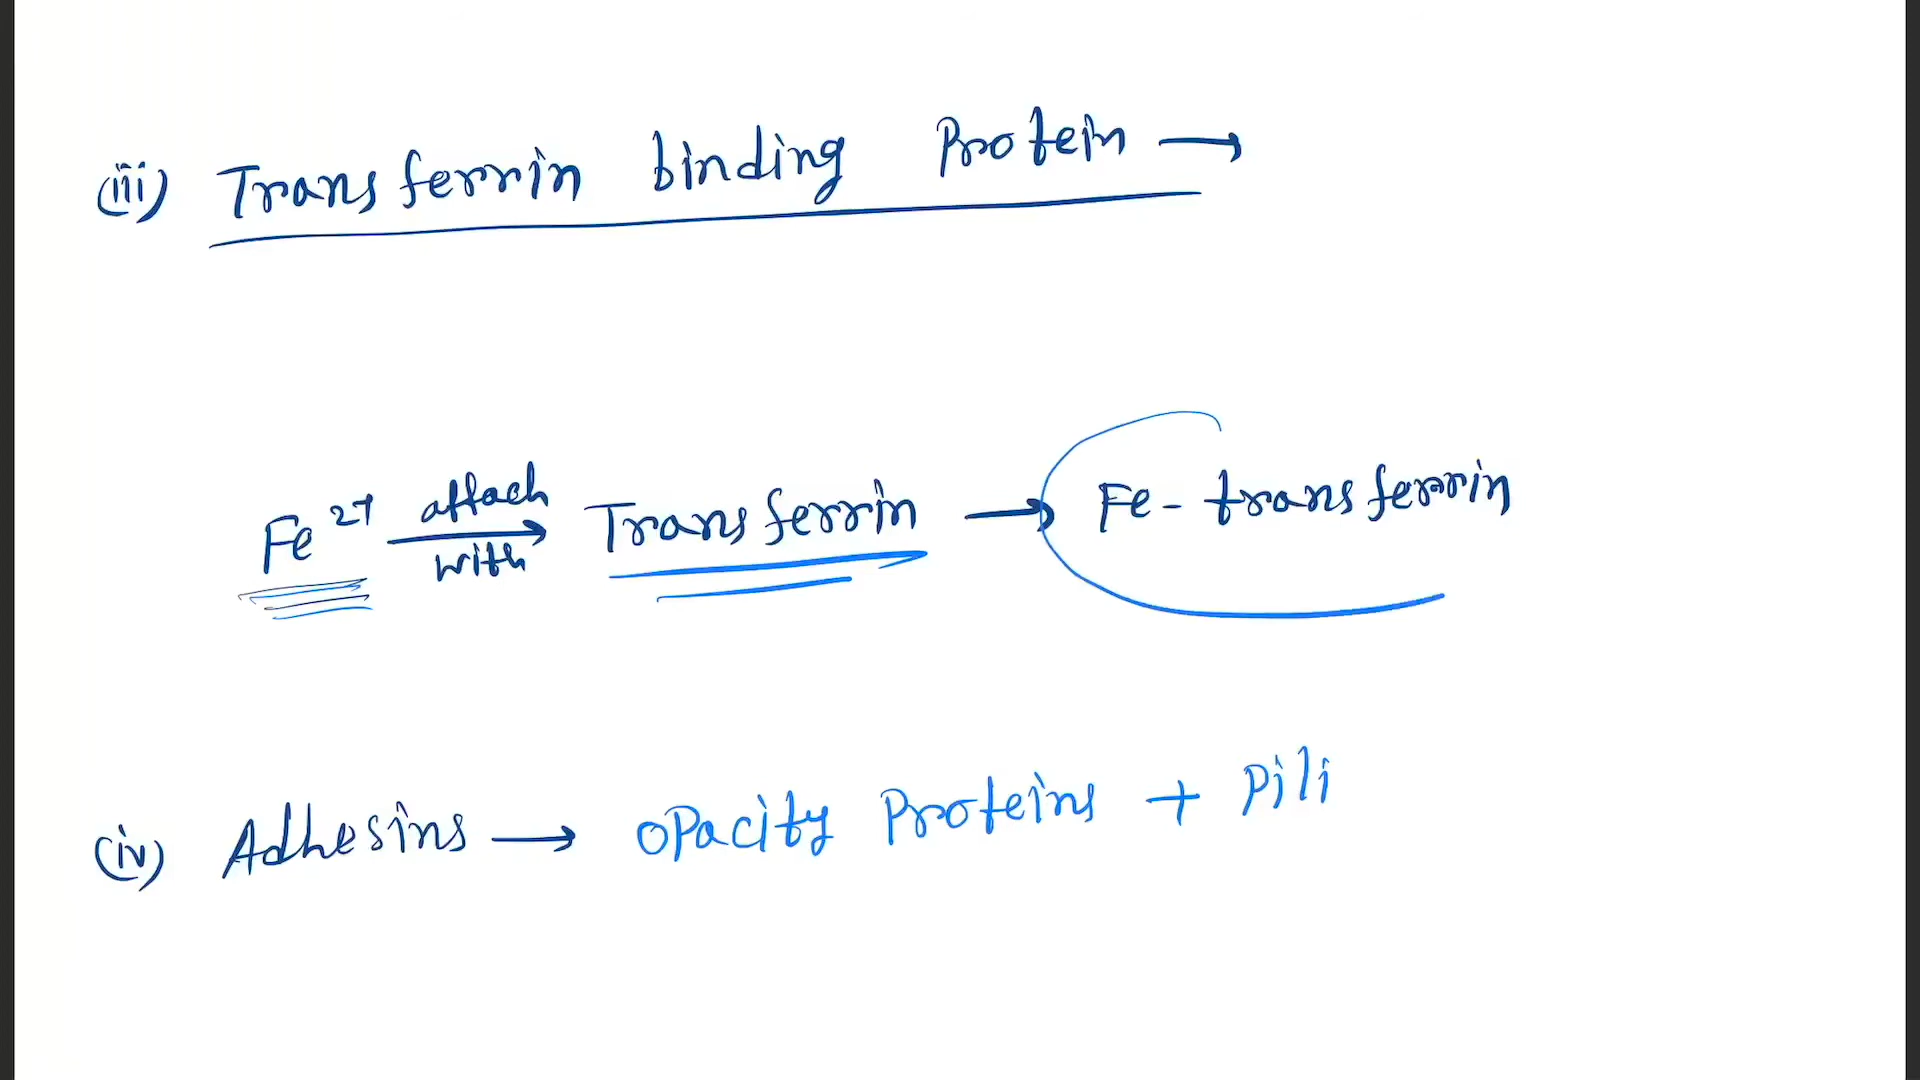 (iii) Transferrin binding Protein →
Fe²⁺ attach with → Transferrin → Fe - transferrin
(iv) Adhesins → oPacity Proteins + Pili